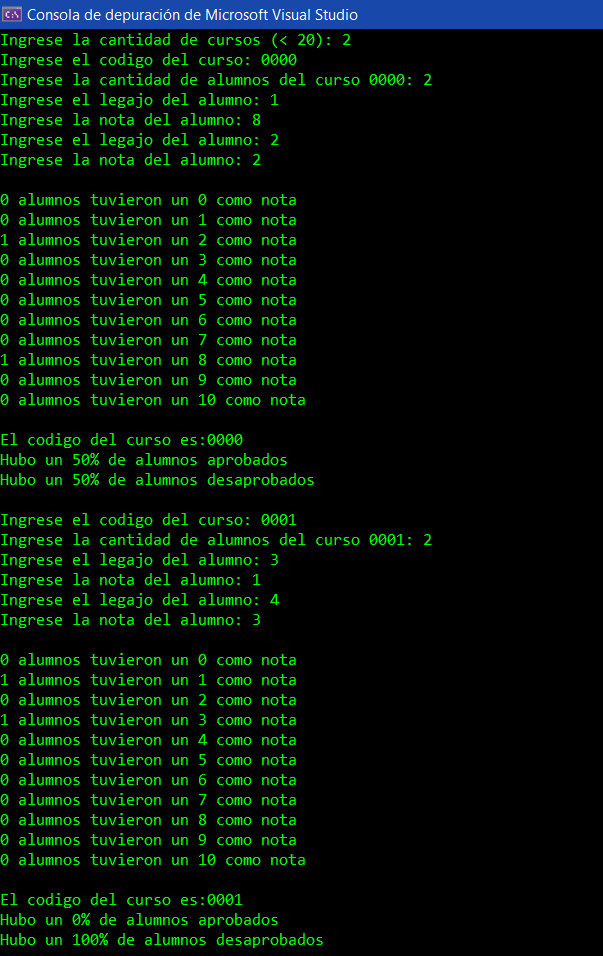 Consola de depuración de Microsoft Visual Studio
Ingrese la cantidad de cursos (< 20): 2
Ingrese el codigo del curso: 0000
Ingrese la cantidad de alumnos del curso 0000: 2
Ingrese el legajo del alumno: 1
Ingrese la nota del alumno: 8
Ingrese el legajo del alumno: 2
Ingrese la nota del alumno: 2
0 alumnos tuvieron un 0 como nota
0 alumnos tuvieron un 1 como nota
1 alumnos tuvieron un 2 como nota
0 alumnos tuvieron un 3 como nota
0 alumnos tuvieron un 4 como nota
0 alumnos tuvieron un 5 como nota
0 alumnos tuvieron un 6 como nota
0 alumnos tuvieron un 7 como nota
1 alumnos tuvieron un 8 como nota
0 alumnos tuvieron un 9 como nota
0 alumnos tuvieron un 10 como nota
El codigo del curso es:0000
Hubo un 50% de alumnos aprobados
Hubo un 50% de alumnos desaprobados
Ingrese el codigo del curso: 0001
Ingrese la cantidad de alumnos del curso 0001: 2
Ingrese el legajo del alumno: 3
Ingrese la nota del alumno: 1
Ingrese el legajo del alumno: 4
Ingrese la nota del alumno: 3
0 alumnos tuvieron un 0 como nota
1 alumnos tuvieron un 1 como nota
0 alumnos tuvieron un 2 como nota
1 alumnos tuvieron un 3 como nota
0 alumnos tuvieron un 4 como nota
0 alumnos tuvieron un 5 como nota
0 alumnos tuvieron un 6 como nota
0 alumnos tuvieron un 7 como nota
0 alumnos tuvieron un 8 como nota
0 alumnos tuvieron un 9 como nota
0 alumnos tuvieron un 10 como nota
El codigo del curso es:0001
Hubo un 0% de alumnos aprobados
Hubo un 100% de alumnos desaprobados